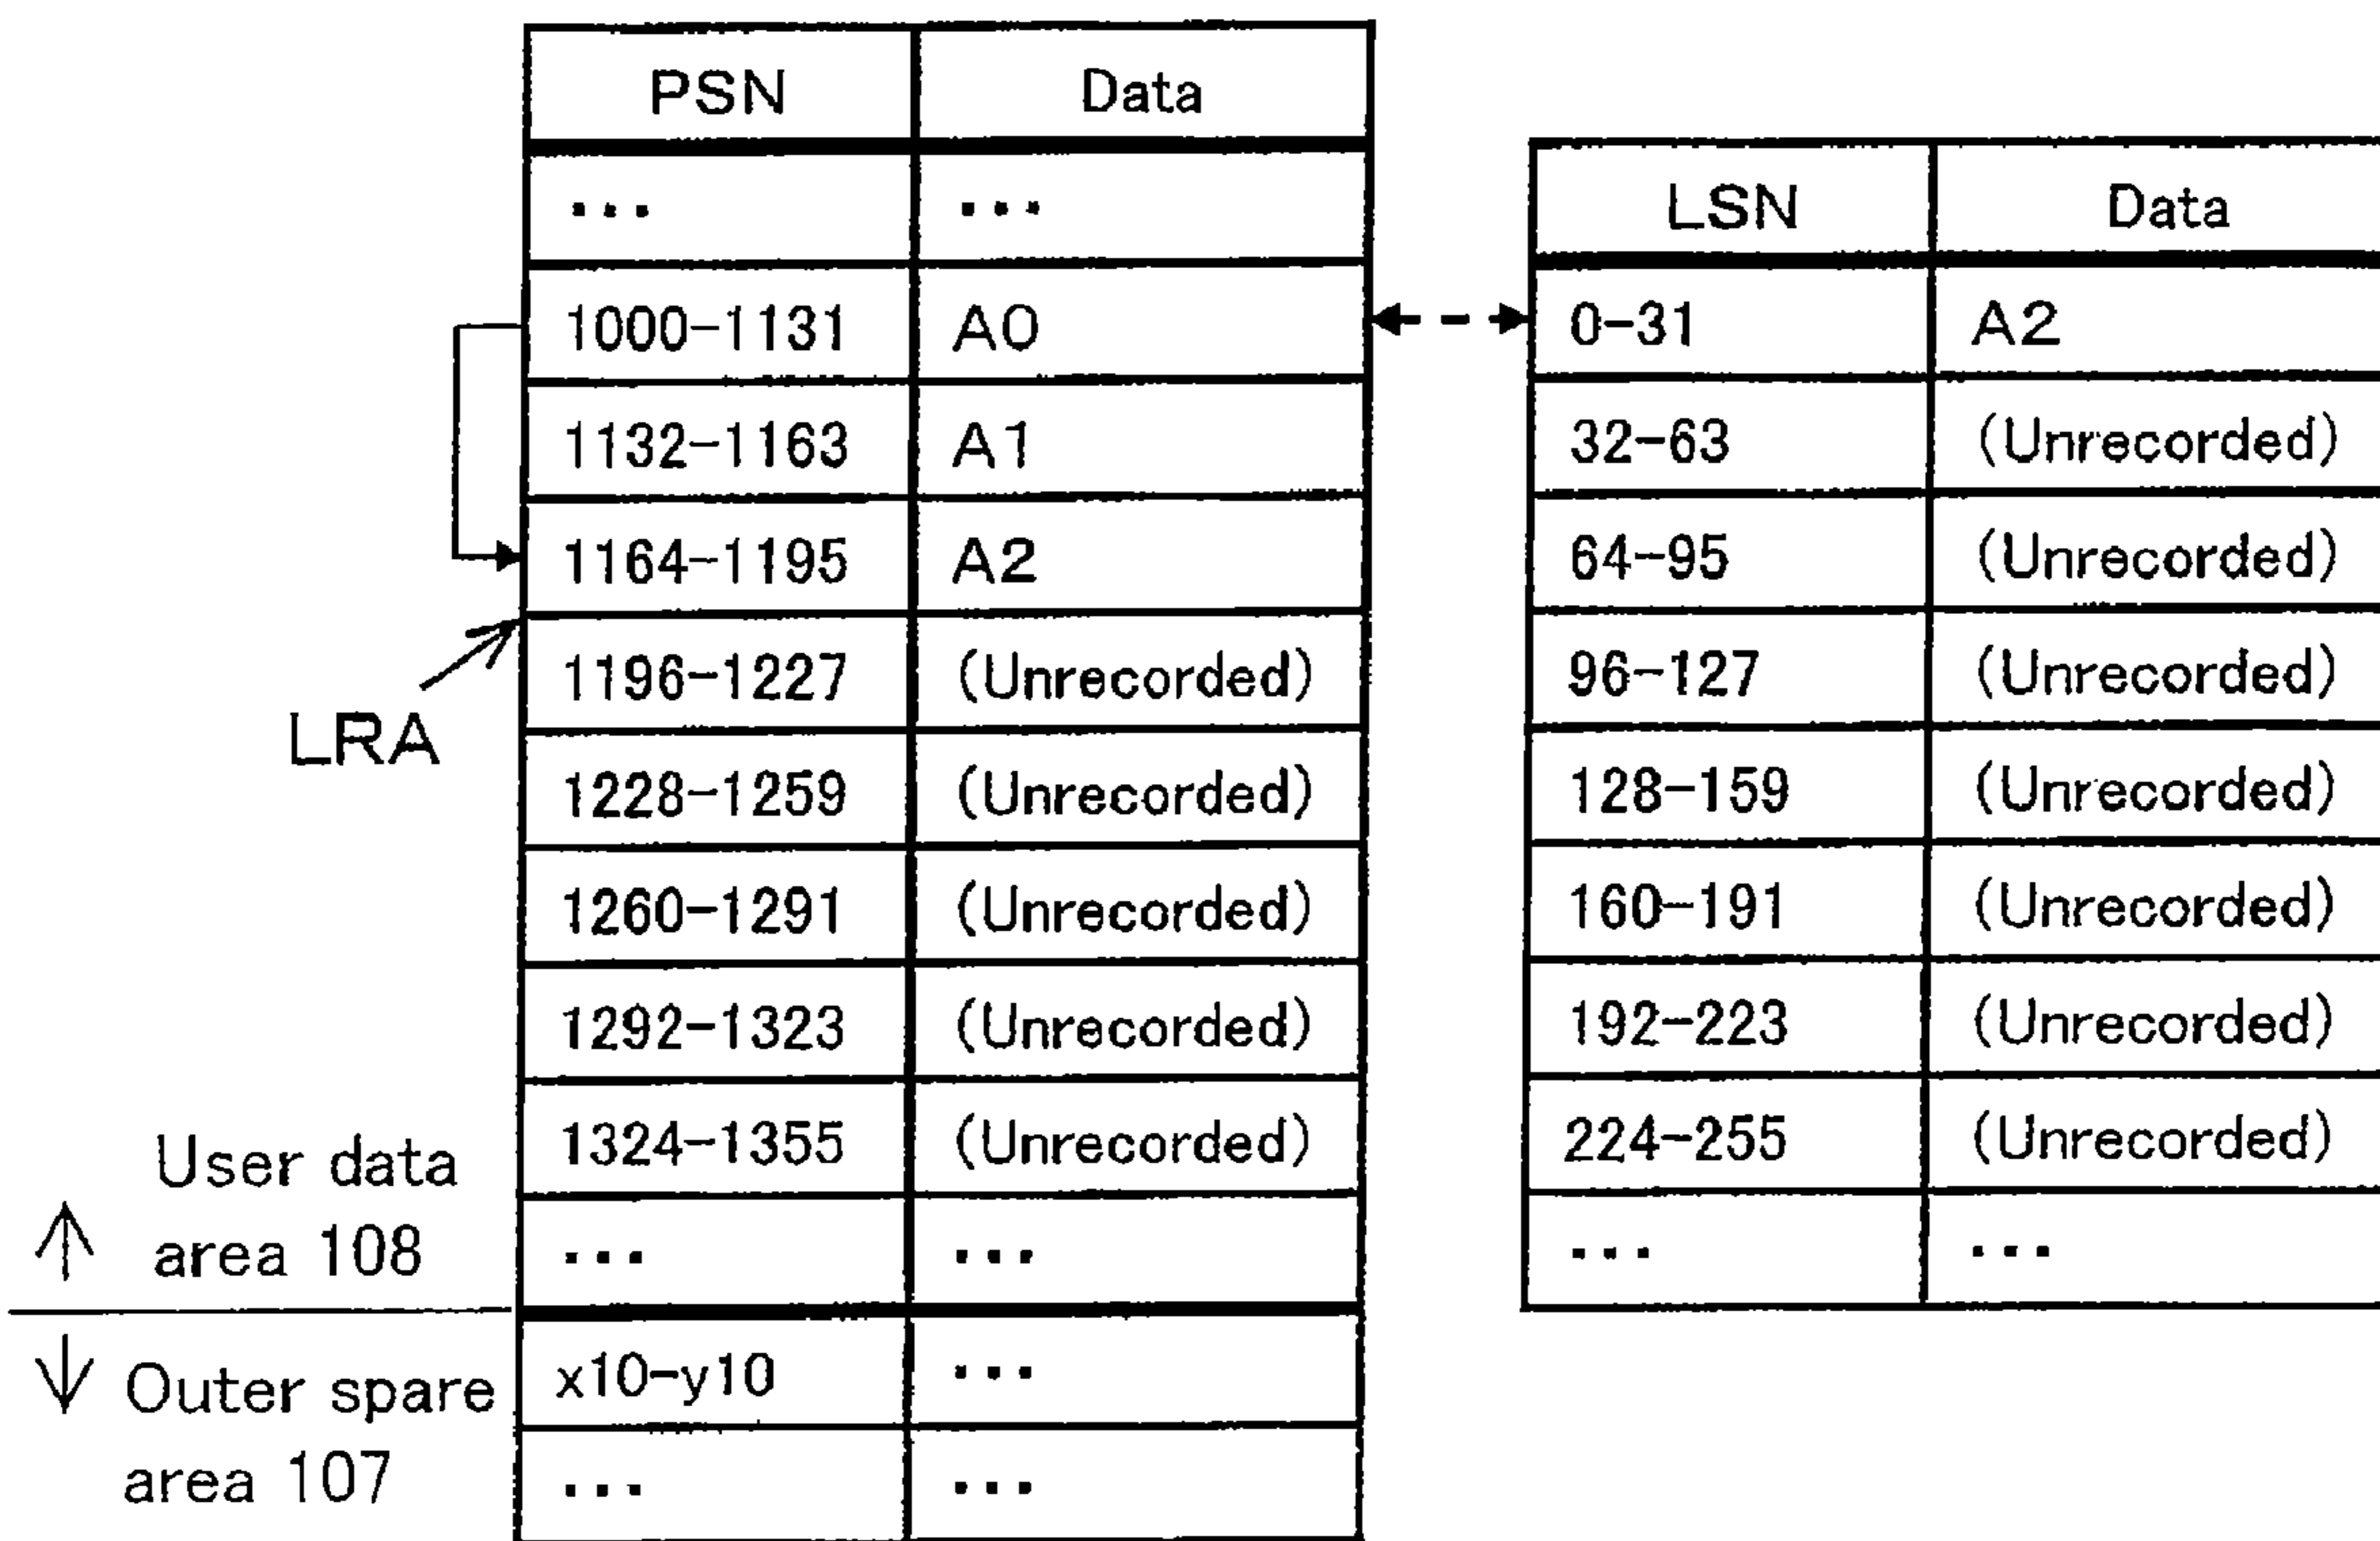 PSN Data
... ...
1000-1131 A0
1132-1163 A1
1164-1195 A2
1196-1227 (Unrecorded)
1228-1259 (Unrecorded)
1260-1291 (Unrecorded)
1292-1323 (Unrecorded)
1324-1355 (Unrecorded)
... ...
x10-y10 ...
... ...
LRA
User data
area 108
Outer spare
area 107
LSN Data
0-31 A2
32-63 (Unrecorded)
64-95 (Unrecorded)
96-127 (Unrecorded)
128-159 (Unrecorded)
160-191 (Unrecorded)
192-223 (Unrecorded)
224-255 (Unrecorded)
... ...